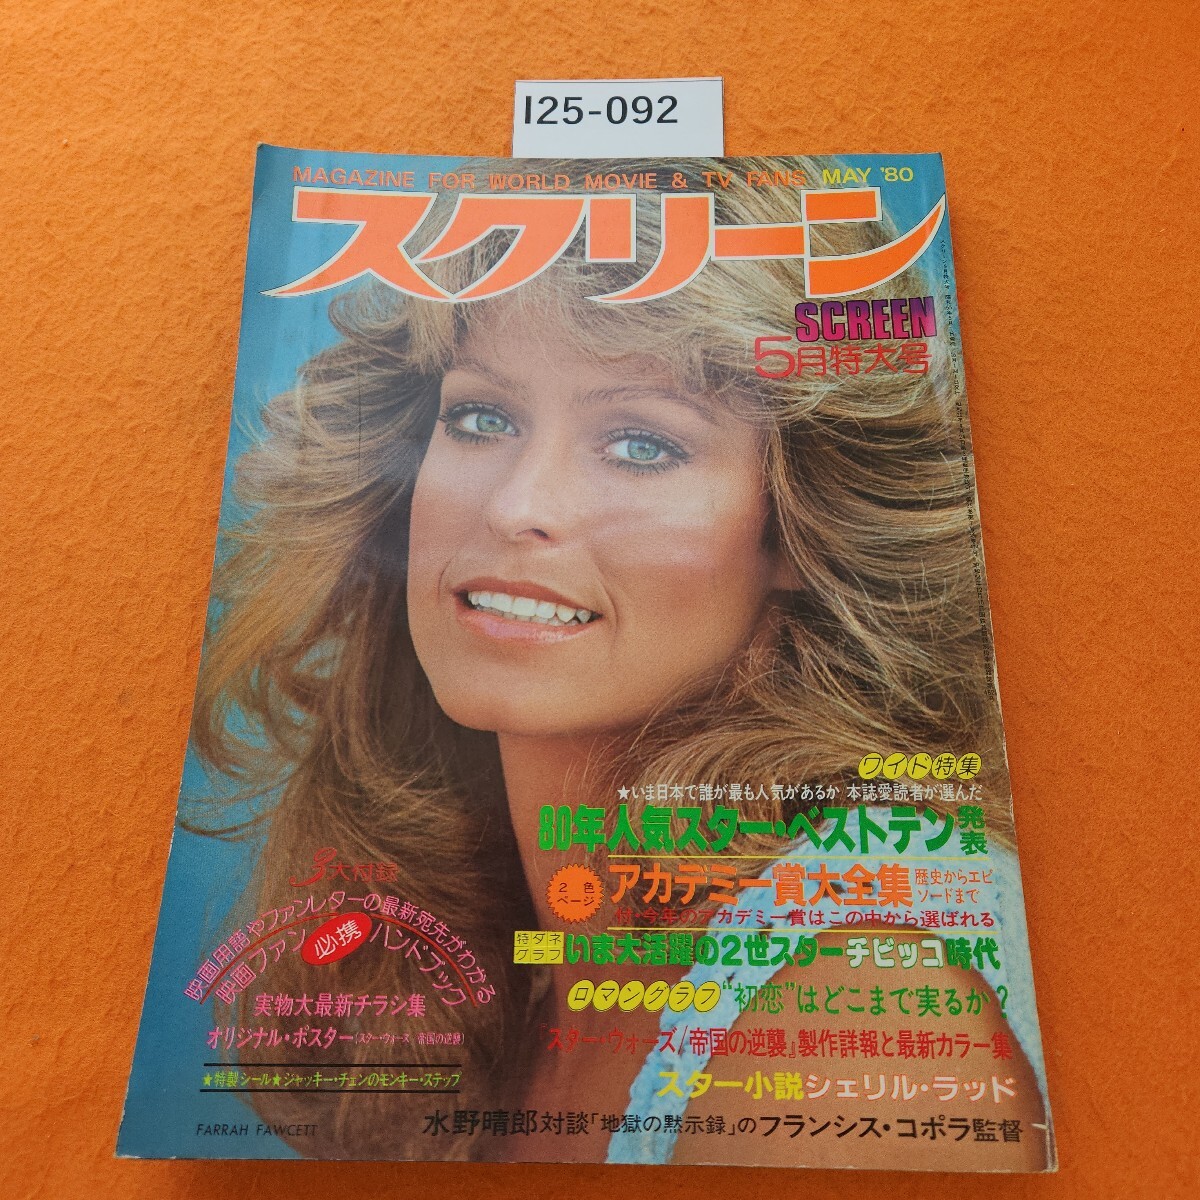 I25-092
MAGAZINE FOR WORLD MOVIE & TV FANS MAY '80
スクリーン
SCREEN
5月特大号
ワイド特集
★いま日本で誰が最も人気があるか 本誌愛読者が選んだ
80年人気スター・ベストテン発表
2色ページ
アカデミー賞大全集 歴史からエピソードまで
付・今年のアカデミー賞はこの中から選ばれる
特ダネグラフ いま大活躍の2世スターチビッコ時代
ロマングラフ "初恋"はどこまで実るか?
『スター・ウォーズ/帝国の逆襲』製作詳報と最新カラー集
スター小説シェリル・ラッド
水野晴郎対談「地獄の黙示録」のフランシス・コポラ監督
3大付録
映画用語やファンレターの最新宛先がわかる
映画ファン必携ハンドブック
実物大最新チラシ集
オリジナル・ポスター(スター・ウォーズ 帝国の逆襲)
★特製シール★ジャッキー・チェンのモンキー・ステップ
FARRAH FAWCETT